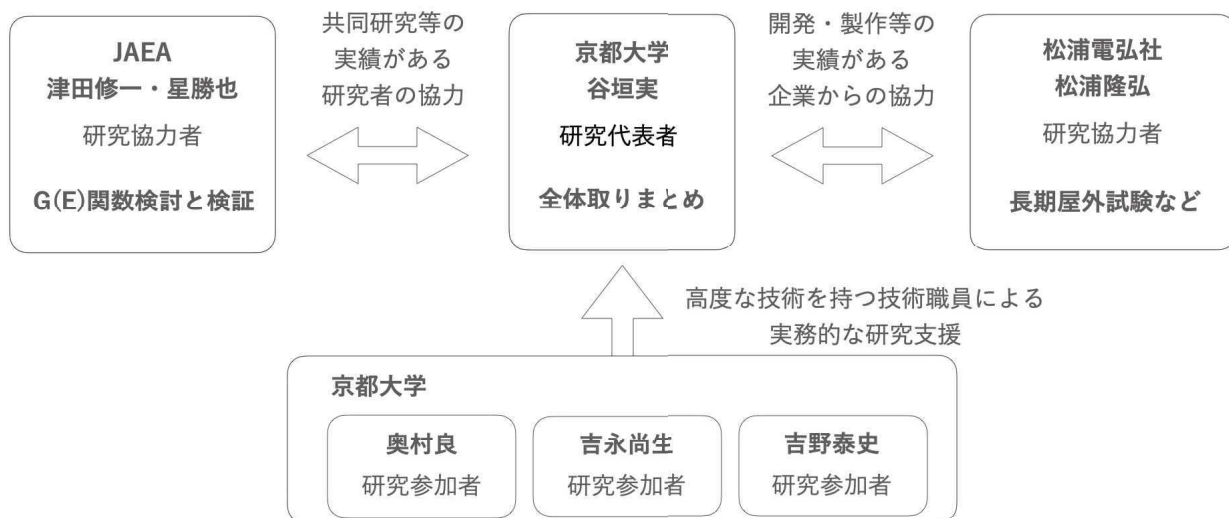 JAEA
津田修一・星勝也
研究協力者
G(E)関数検討と検証
共同研究等の
実績がある
研究者の協力
京都大学
谷垣実
研究代表者
全体取りまとめ
開発・製作等の
実績がある
企業からの協力
松浦電弘社
松浦隆弘
研究協力者
長期屋外試験など
高度な技術を持つ技術職員による
実務的な研究支援
京都大学
奥村良
研究参加者
吉永尚生
研究参加者
吉野泰史
研究参加者